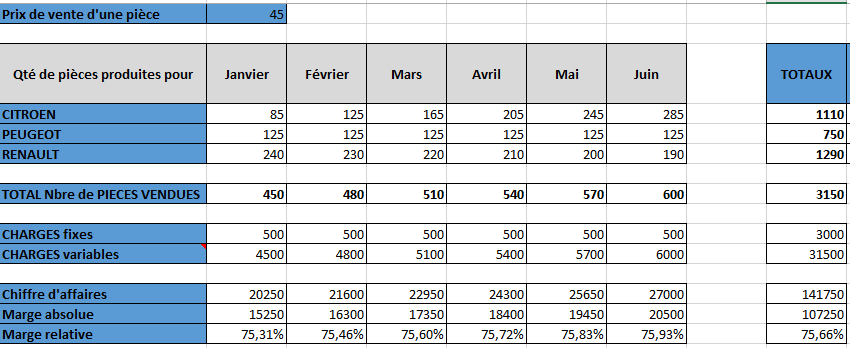 Prix de vente d'une pièce 45
Qté de pièces produites pour Janvier Février Mars Avril Mai Juin TOTAUX
CITROEN 85 125 165 205 245 285 1110
PEUGEOT 125 125 125 125 125 125 750
RENAULT 240 230 220 210 200 190 1290
TOTAL Nbre de PIECES VENDUES 450 480 510 540 570 600 3150
CHARGES fixes 500 500 500 500 500 500 3000
CHARGES variables 4500 4800 5100 5400 5700 6000 31500
Chiffre d'affaires 20250 21600 22950 24300 25650 27000 141750
Marge absolue 15250 16300 17350 18400 19450 20500 107250
Marge relative 75,31% 75,46% 75,60% 75,72% 75,83% 75,93% 75,66%